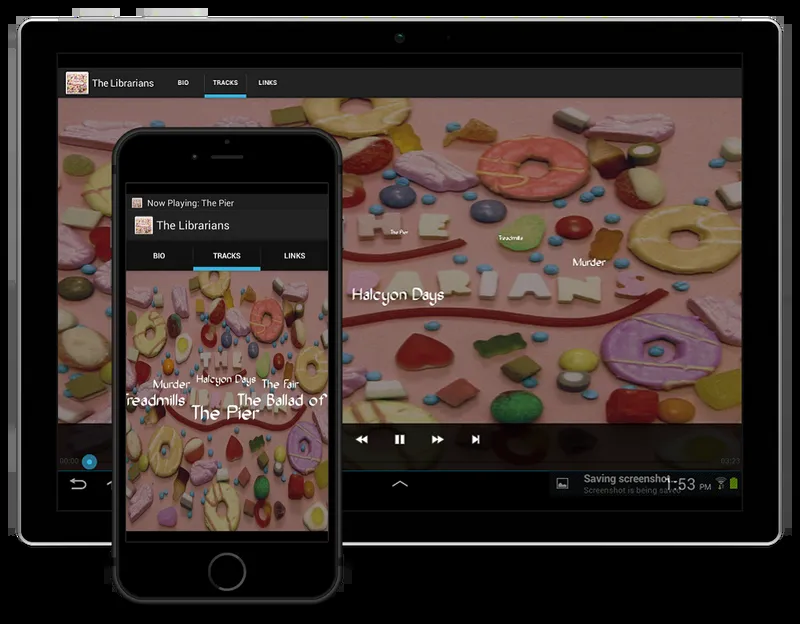 The Librarians BIO TRACKS LINKS
THE
The Pier
Treadmills
Murder
LIBRARIANS
Halcyon Days
00:00
03:27
Saving screenshot
Screenshot is being saved
1:53 PM
Now Playing: The Pier
The Librarians
BIO TRACKS LINKS
THE
Murder Halcyon Days The Fair
Treadmills The Ballad of
The Pier